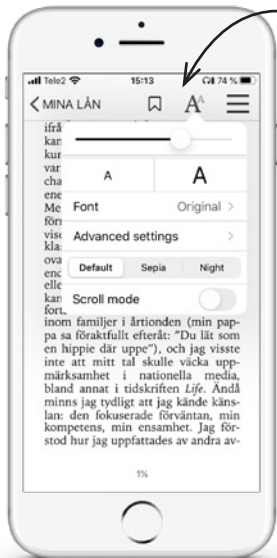 Tele2 15:13 74 %
MINA LÅN AA
ifrå
kan
kur
var
cha
ene
Me
förr
visc
klas
ova
end
elle
kan
fort
A A
Font Original
Advanced settings
Default Sepia Night
Scroll mode
inom familjer i årtionden (min pap-
pa sa föraktfullt efteråt: ”Du lät som
en hippie där uppe”), och jag visste
inte att mitt tal skulle väcka upp-
märksamhet i nationella media,
bland annat i tidskriften Life. Ändå
minns jag tydligt att jag kände käns-
lan: den fokuserade förväntan, min
kompetens, min ensamhet. Jag för-
stod hur jag uppfattades av andra av-
1%